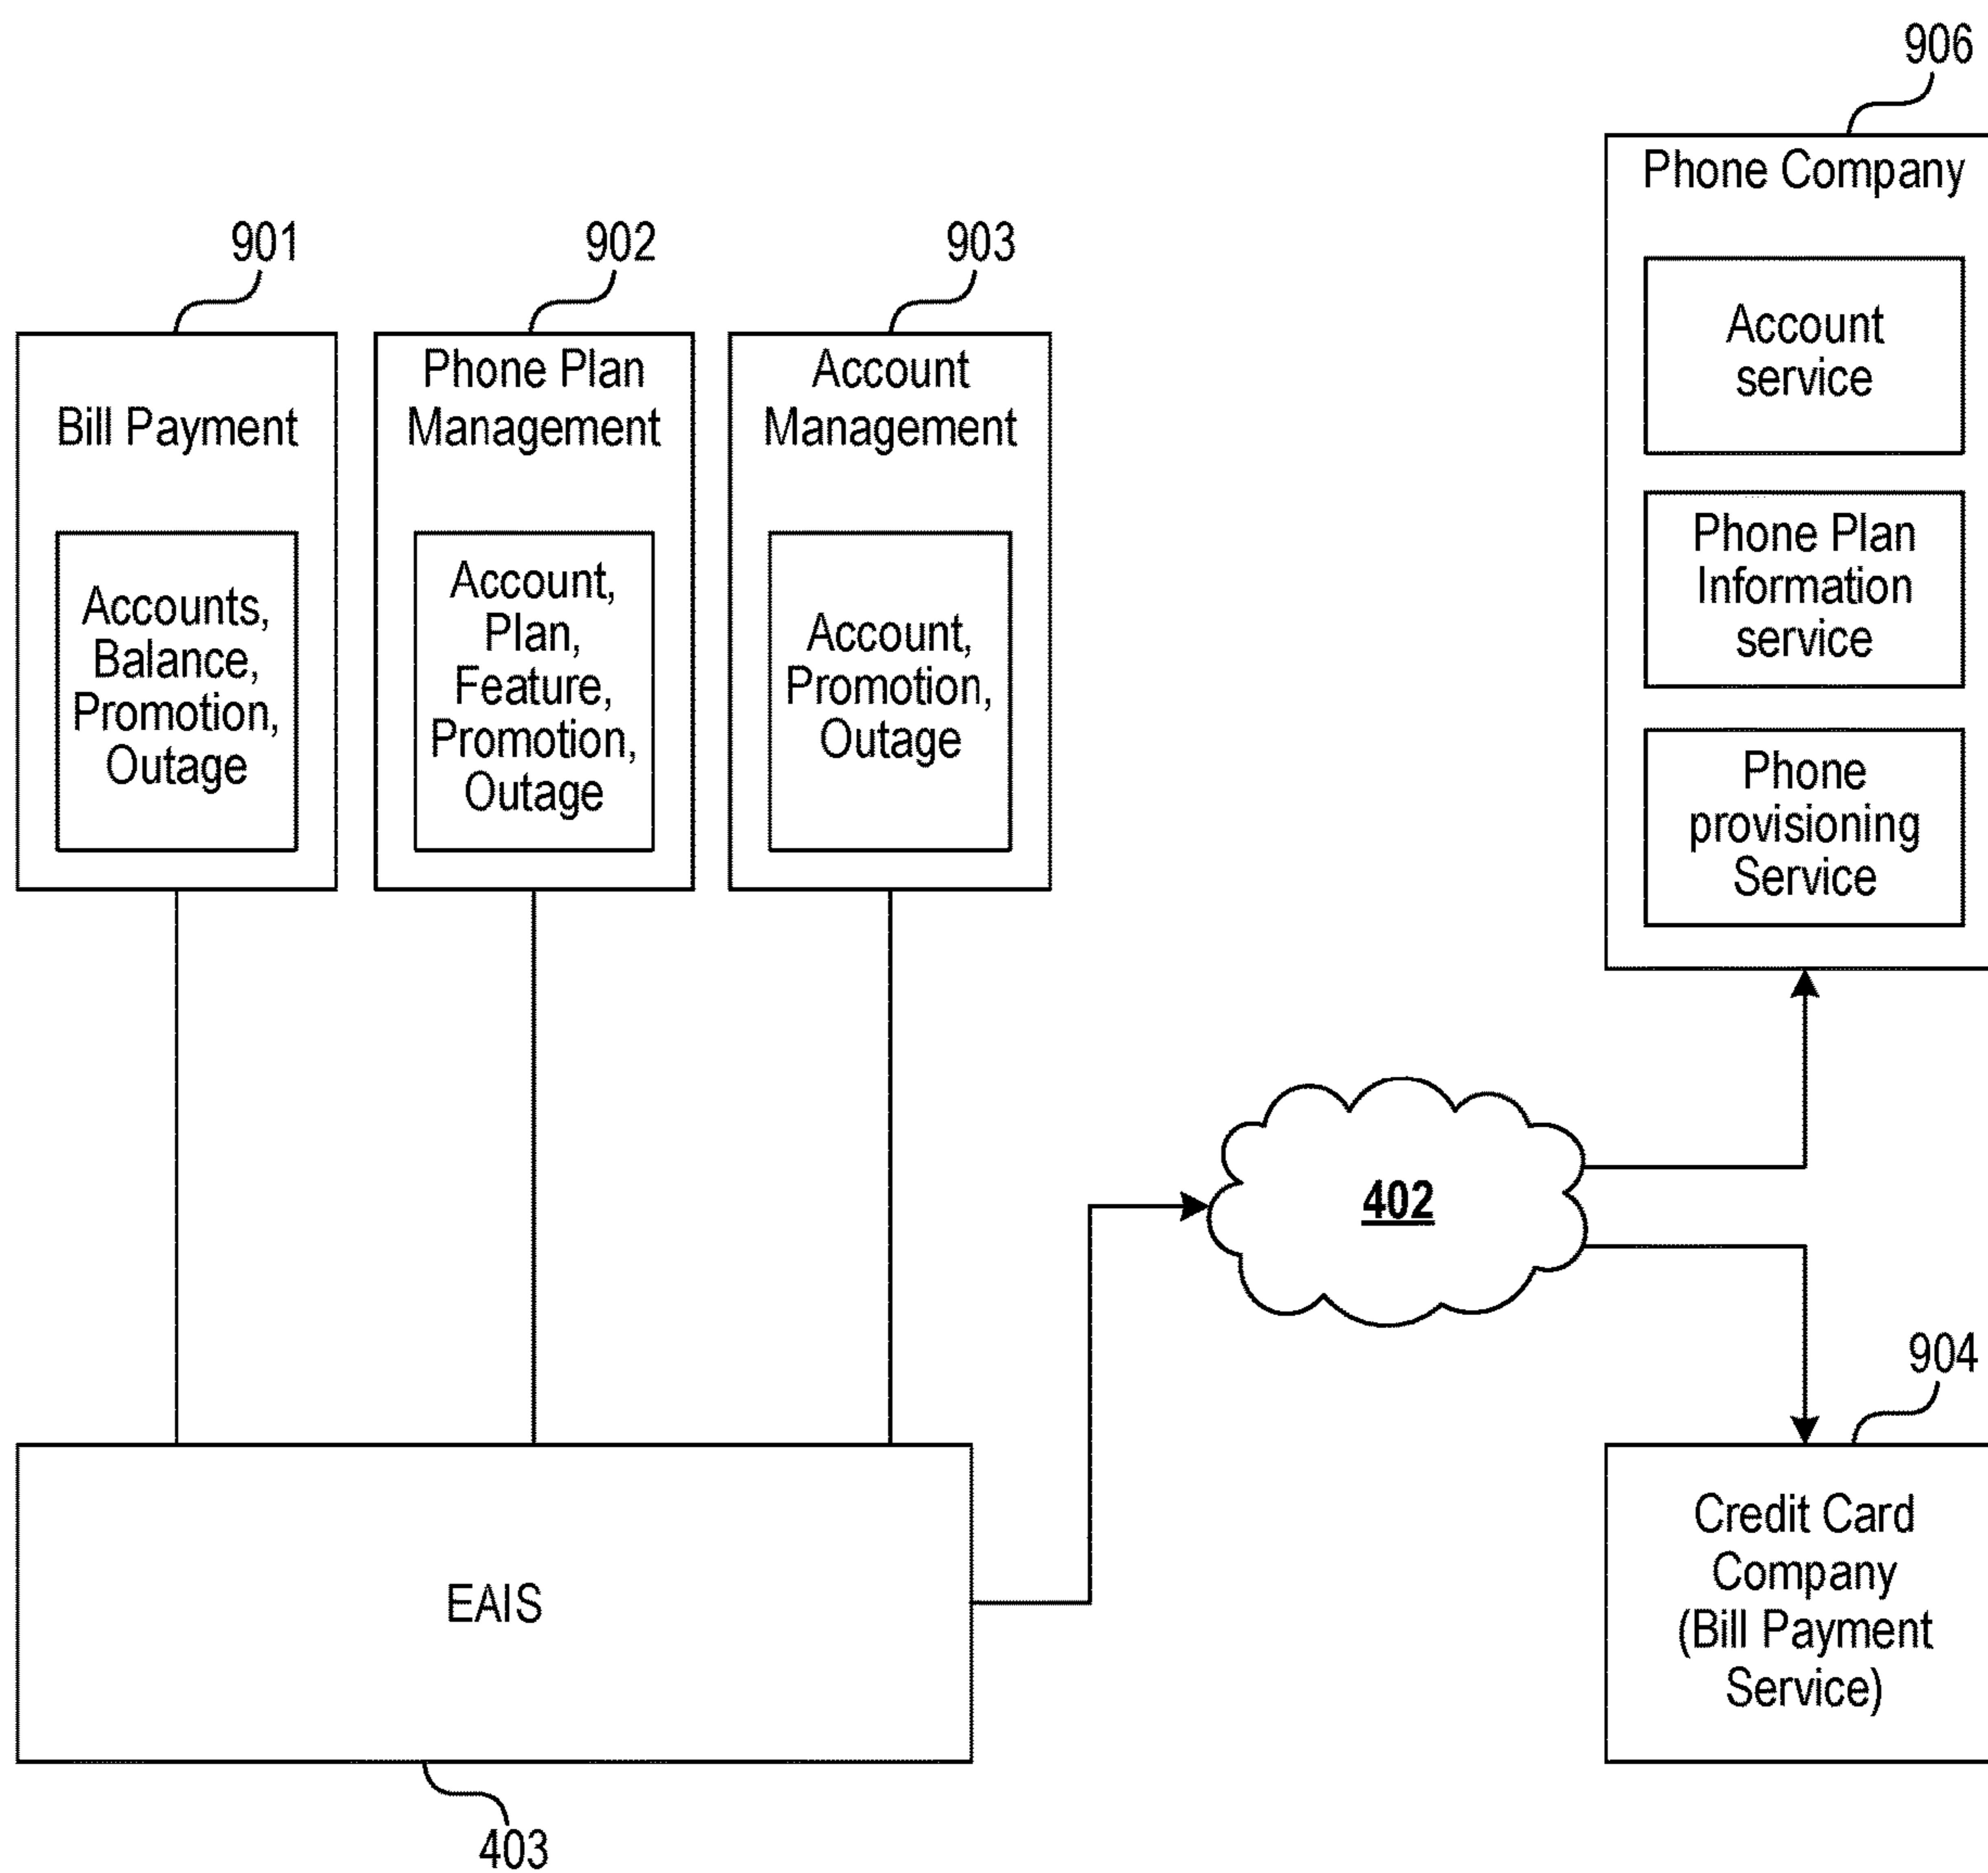 906
Phone Company
Account
service
Phone Plan
Information
service
Phone
provisioning
Service
901
Bill Payment
Accounts,
Balance,
Promotion,
Outage
902
Phone Plan
Management
Account,
Plan,
Feature,
Promotion,
Outage
903
Account
Management
Account,
Promotion,
Outage
402
904
Credit Card
Company
(Bill Payment
Service)
EAIS
403